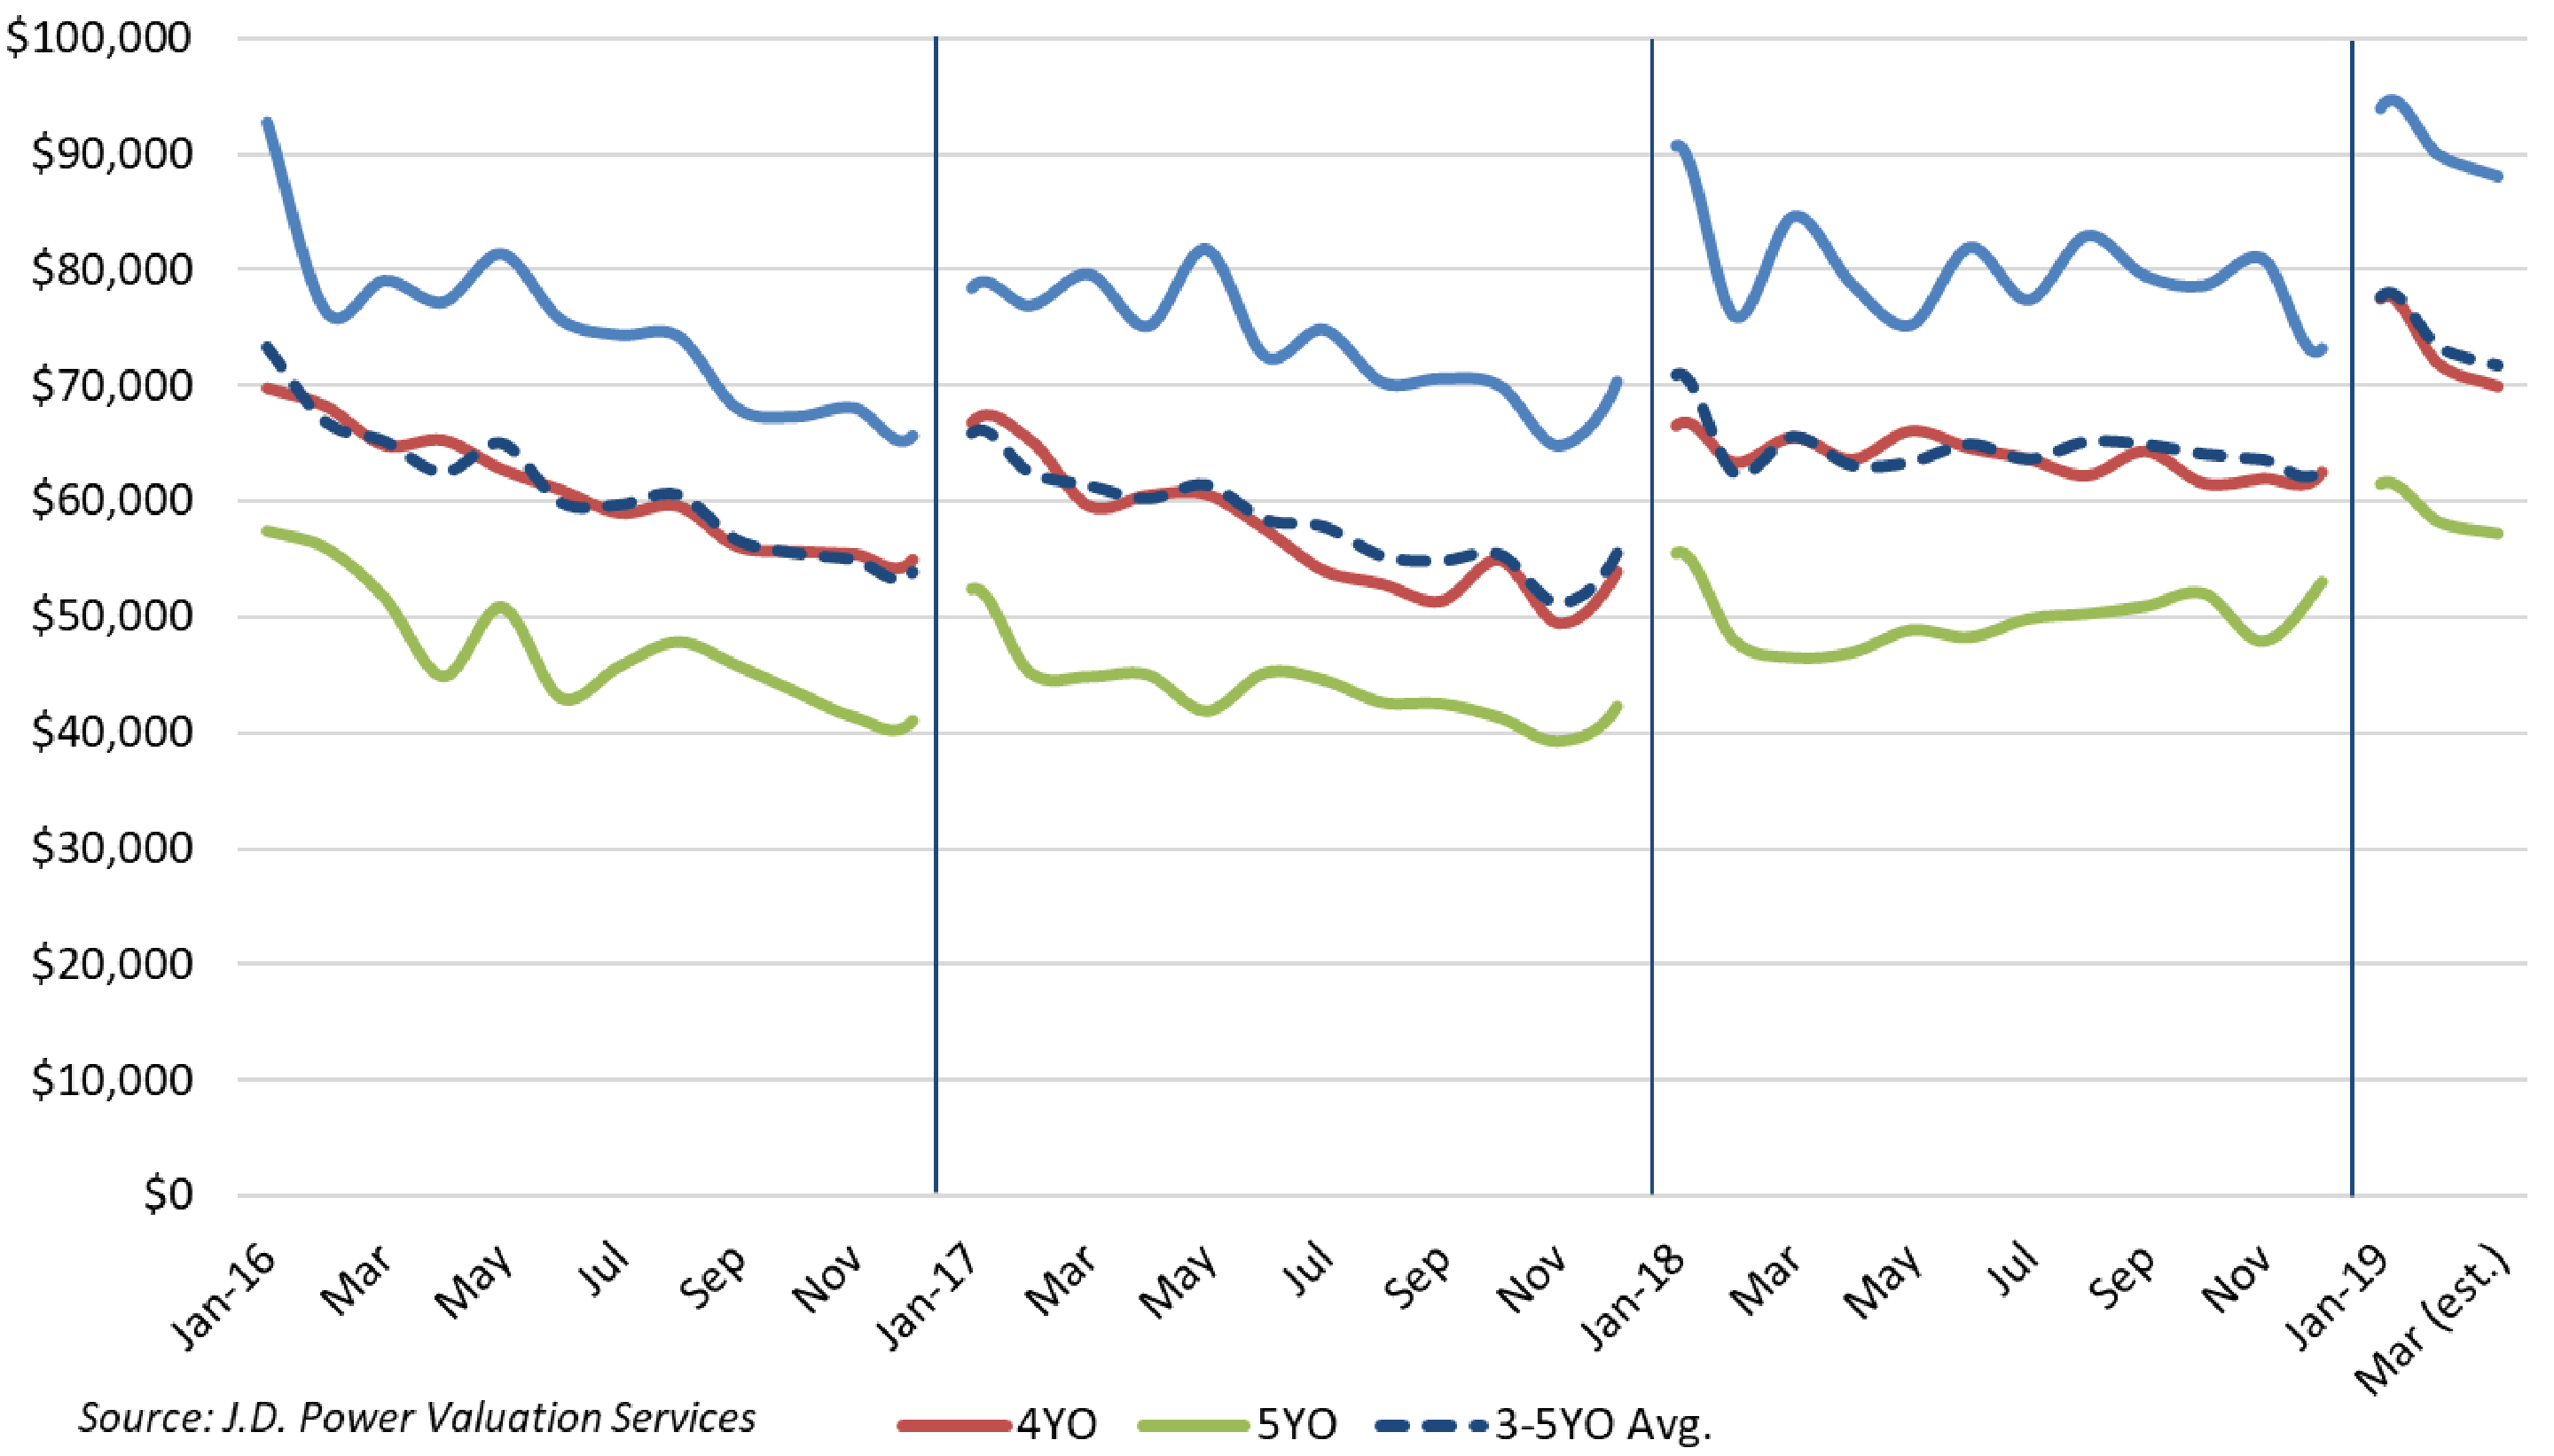 $100,000
$90,000
$80,000
$70,000
$60,000
$50,000
$40,000
$30,000
$20,000
$10,000
$0
Jan-16
Mar
May
Jul
Sep
Nov
Jan-17
Mar
May
Jul
Sep
Nov
Jan-18
Mar
May
Jul
Sep
Nov
Jan-19
Mar (est.)
Source: J.D. Power Valuation Services
4YO
5YO
3-5YO Avg.